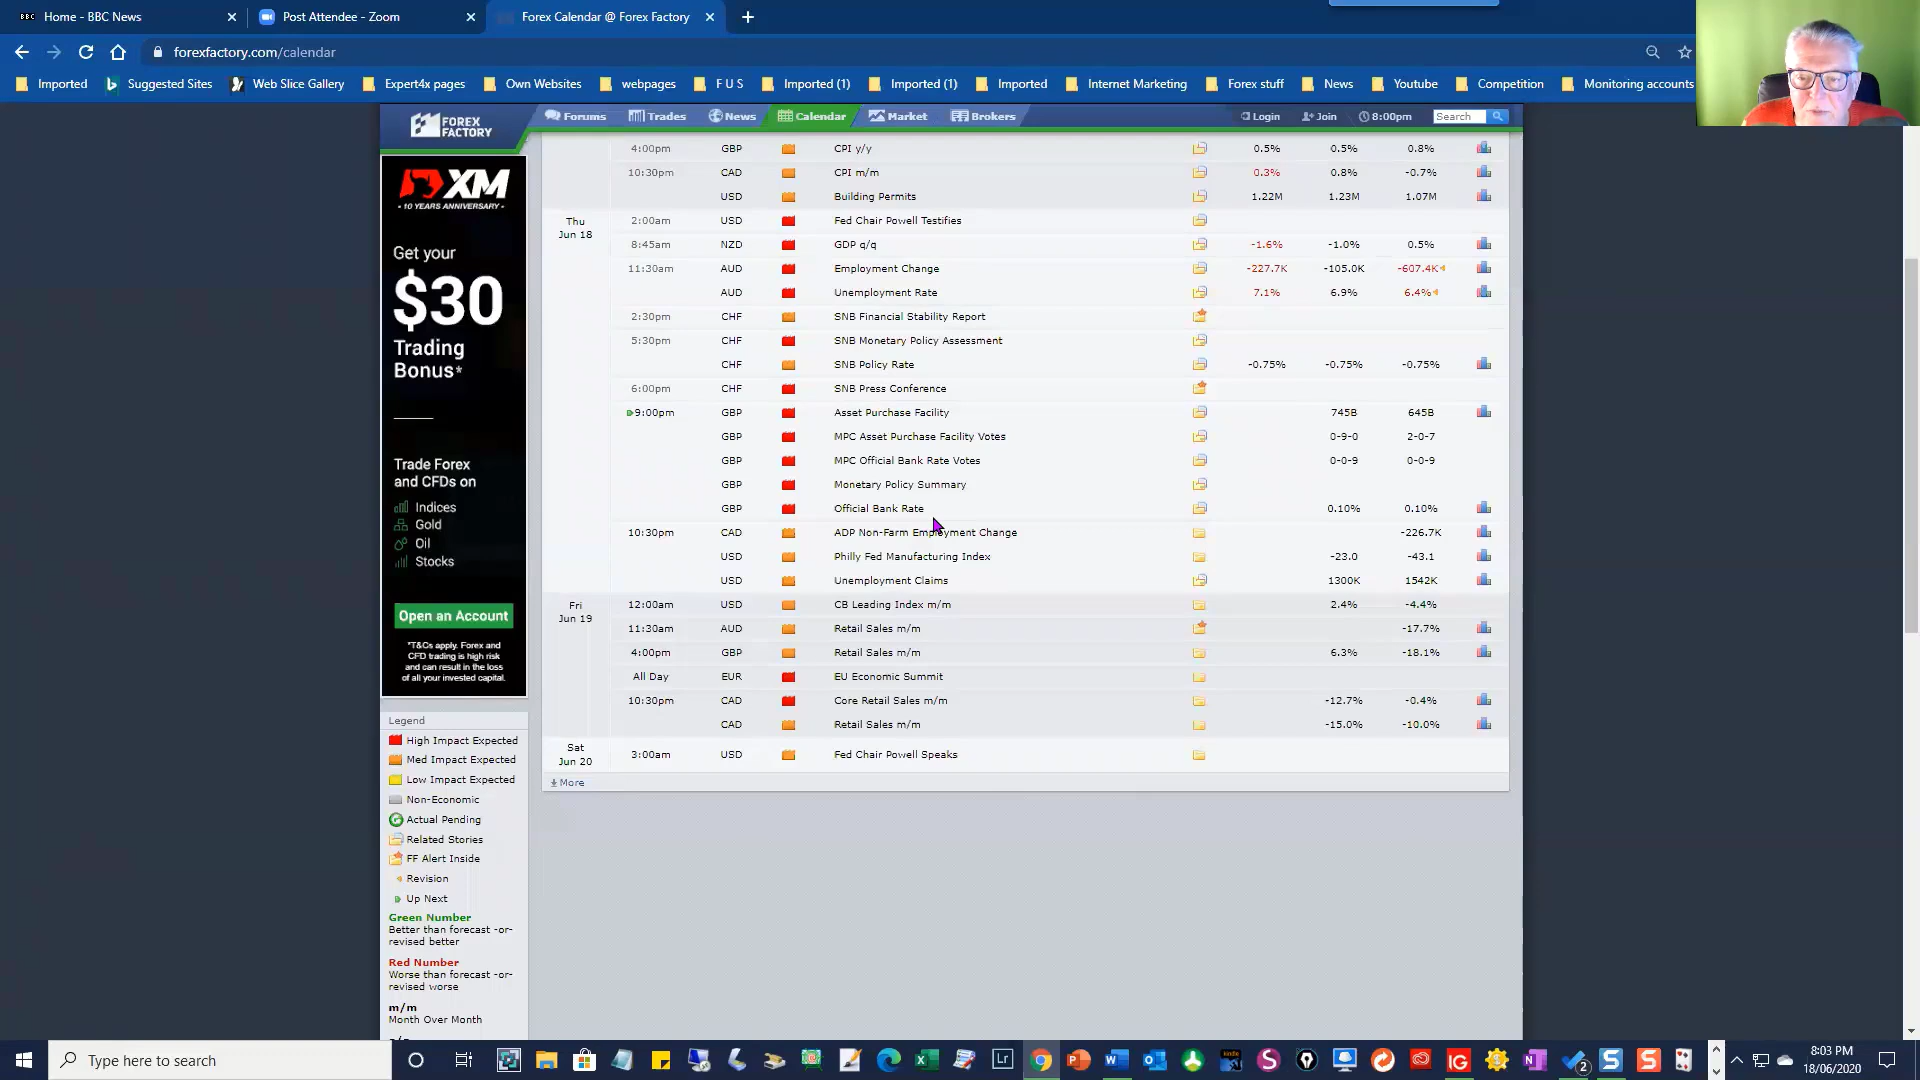 Home - BBC News
Post Attendee - Zoom
Forex Calendar @ Forex Factory
forexfactory.com/calendar
Imported
Suggested Sites
Web Slice Gallery
Expert4x pages
Own Websites
webpages
F U S
Imported (1)
Imported (1)
Imported
Internet Marketing
Forex stuff
News
Youtube
Competition
Monitoring accounts
FOREX FACTORY
Forums Trades News Calendar Market Brokers Login Join 8:00pm Search
4:00pm GBP CPI y/y 0.5% 0.5% 0.8%
10:30pm CAD CPI m/m 0.3% 0.8% -0.7%
USD Building Permits 1.22M 1.23M 1.07M
Thu Jun 18 2:00am USD Fed Chair Powell Testifies
8:45am NZD GDP q/q -1.6% -1.0% 0.5%
11:30am AUD Employment Change -227.7K -105.0K -607.4K
AUD Unemployment Rate 7.1% 6.9% 6.4%
2:30pm CHF SNB Financial Stability Report
5:30pm CHF SNB Monetary Policy Assessment
CHF SNB Policy Rate -0.75% -0.75% -0.75%
6:00pm CHF SNB Press Conference
9:00pm GBP Asset Purchase Facility 745B 645B
GBP MPC Asset Purchase Facility Votes 0-9-0 2-0-7
GBP MPC Official Bank Rate Votes 0-0-9 0-0-9
GBP Monetary Policy Summary
GBP Official Bank Rate 0.10% 0.10%
10:30pm CAD ADP Non-Farm Employment Change -226.7K
USD Philly Fed Manufacturing Index -23.0 -43.1
USD Unemployment Claims 1300K 1542K
Fri Jun 19 12:00am USD CB Leading Index m/m 2.4% -4.4%
11:30am AUD Retail Sales m/m -17.7%
4:00pm GBP Retail Sales m/m 6.3% -18.1%
All Day EUR EU Economic Summit
10:30pm CAD Core Retail Sales m/m -12.7% -0.4%
CAD Retail Sales m/m -15.0% -10.0%
Sat Jun 20 3:00am USD Fed Chair Powell Speaks
More
XM
- 10 YEARS ANNIVERSARY -
Get your
$30
Trading
Bonus*
Trade Forex
and CFDs on
Indices
Gold
Oil
Stocks
Open an Account
*T&Cs apply. Forex and
CFD trading is high risk
and can result in the loss
of all your invested capital.
Legend
High Impact Expected
Med Impact Expected
Low Impact Expected
Non-Economic
Actual Pending
Related Stories
FF Alert Inside
Revision
Up Next
Green Number
Better than forecast -or-
revised better
Red Number
Worse than forecast -or-
revised worse
m/m
Month Over Month
Type here to search
Lr
IG
2
8:03 PM
18/06/2020